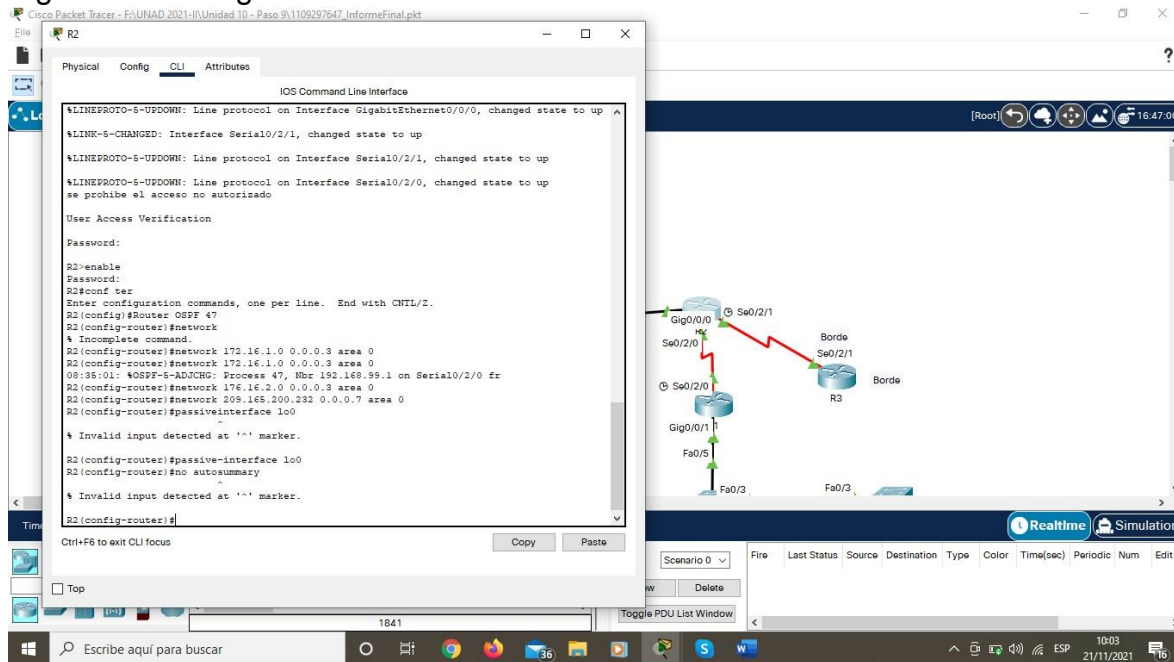 Cisco Packet Tracer - F:\UNAD 2021-II\Unidad 10 - Paso 9\1109297647_InformeFinal.pkt
File
R2
Physical Config CLI Attributes
IOS Command Line Interface
%LINEPROTO-5-UPDOWN: Line protocol on Interface GigabitEthernet0/0/0, changed state to up
%LINK-5-CHANGED: Interface Serial0/2/1, changed state to up
%LINEPROTO-5-UPDOWN: Line protocol on Interface Serial0/2/1, changed state to up
%LINEPROTO-5-UPDOWN: Line protocol on Interface Serial0/2/0, changed state to up
se prohibe el acceso no autorizado
User Access Verification
Password:
R2>enable
Password:
R2#conf ter
Enter configuration commands, one per line. End with CNTL/Z.
R2(config)#Router OSPF 47
R2(config-router)#network
% Incomplete command.
R2(config-router)#network 172.16.1.0 0.0.0.3 area 0
R2(config-router)#network 172.16.1.0 0.0.0.3 area 0
08:35:01: %OSPF-5-ADJCHG: Process 47, Nbr 192.168.99.1 on Serial0/2/0 fr
R2(config-router)#network 176.16.2.0 0.0.0.3 area 0
R2(config-router)#network 209.165.200.232 0.0.0.7 area 0
R2(config-router)#passiveinterface lo0
^
% Invalid input detected at '^' marker.
R2(config-router)#passive-interface lo0
R2(config-router)#no autosummary
^
% Invalid input detected at '^' marker.
R2(config-router)#
Ctrl+F6 to exit CLI focus
Copy Paste
Top
[Root] 16:47:00
Gig0/0/0
Se0/2/1
Se0/2/0
Borde
Se0/2/1
Borde
R3
Se0/2/0
Gig0/0/1
Fa0/5
Fa0/3
Fa0/3
Time
Realtime Simulation
Scenario 0
Fire Last Status Source Destination Type Color Time(sec) Periodic Num Edit
Delete
Toggle PDU List Window
1841
Escribe aquí para buscar
36
ESP
10:03
21/11/2021
16